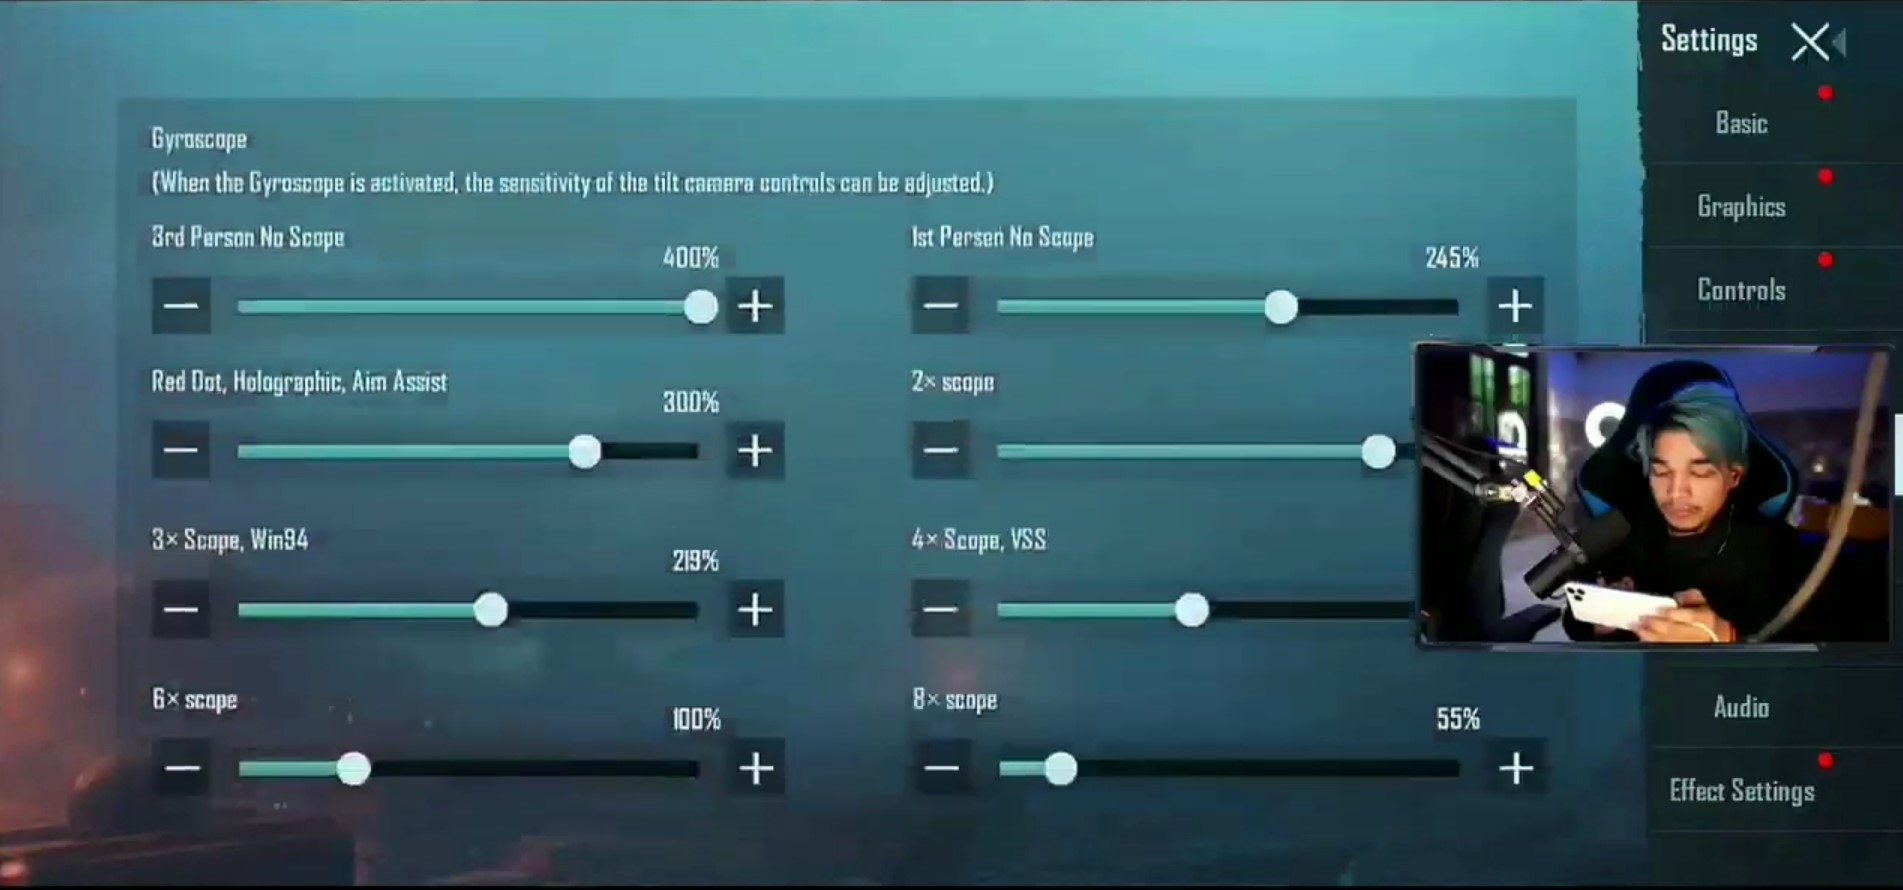 Settings
Basic
Graphics
Controls
Gyroscope
(When the Gyroscope is activated, the sensitivity of the tilt camera controls can be adjusted.)
3rd Person No Scope
400%
1st Person No Scope
245%
Red Dot, Holographic, Aim Assist
300%
2× scope
3× Scope, Win94
219%
4× Scope, VSS
6× scope
100%
8× scope
55%
Audio
Effect Settings